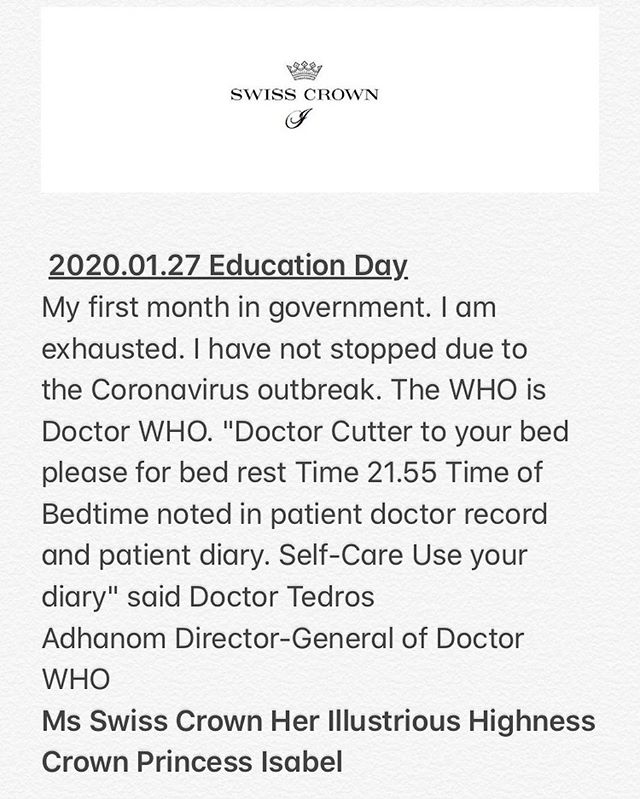 SWISS CROWN
I
2020.01.27 Education Day
My first month in government. I am
exhausted. I have not stopped due to
the Coronavirus outbreak. The WHO is
Doctor WHO. "Doctor Cutter to your bed
please for bed rest Time 21.55 Time of
Bedtime noted in patient doctor record
and patient diary. Self-Care Use your
diary" said Doctor Tedros
Adhanom Director-General of Doctor
WHO
Ms Swiss Crown Her Illustrious Highness
Crown Princess Isabel